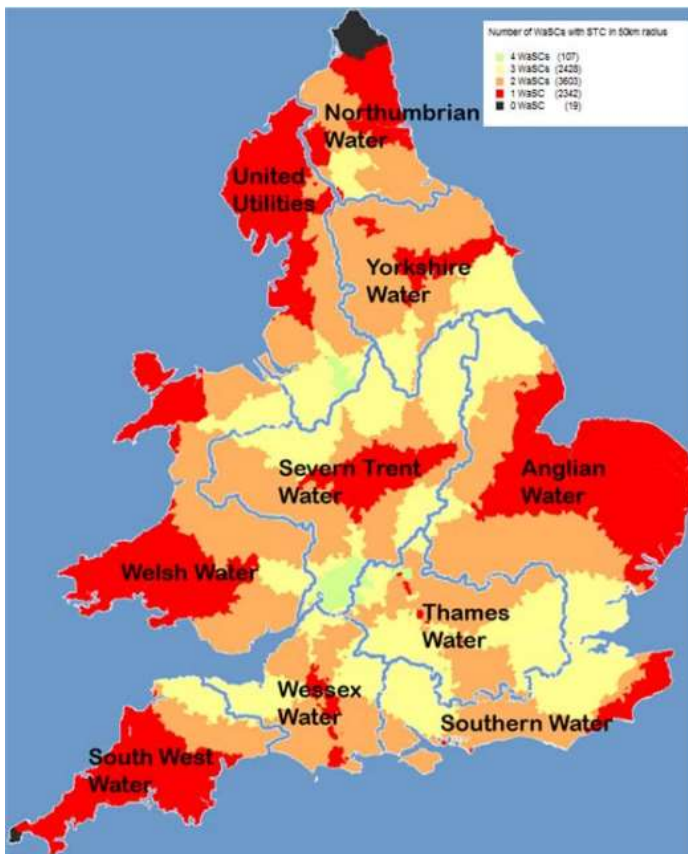 Number of WaSCs with STC in 50km radius
4 WaSCs (107)
3 WaSCs (2428)
2 WaSCs (3603)
1 WaSC (2342)
0 WaSC (19)
Northumbrian
Water
United
Utilities
Yorkshire
Water
Severn Trent
Water
Anglian
Water
Welsh Water
Thames
Water
Wessex
Water
Southern Water
South West
Water